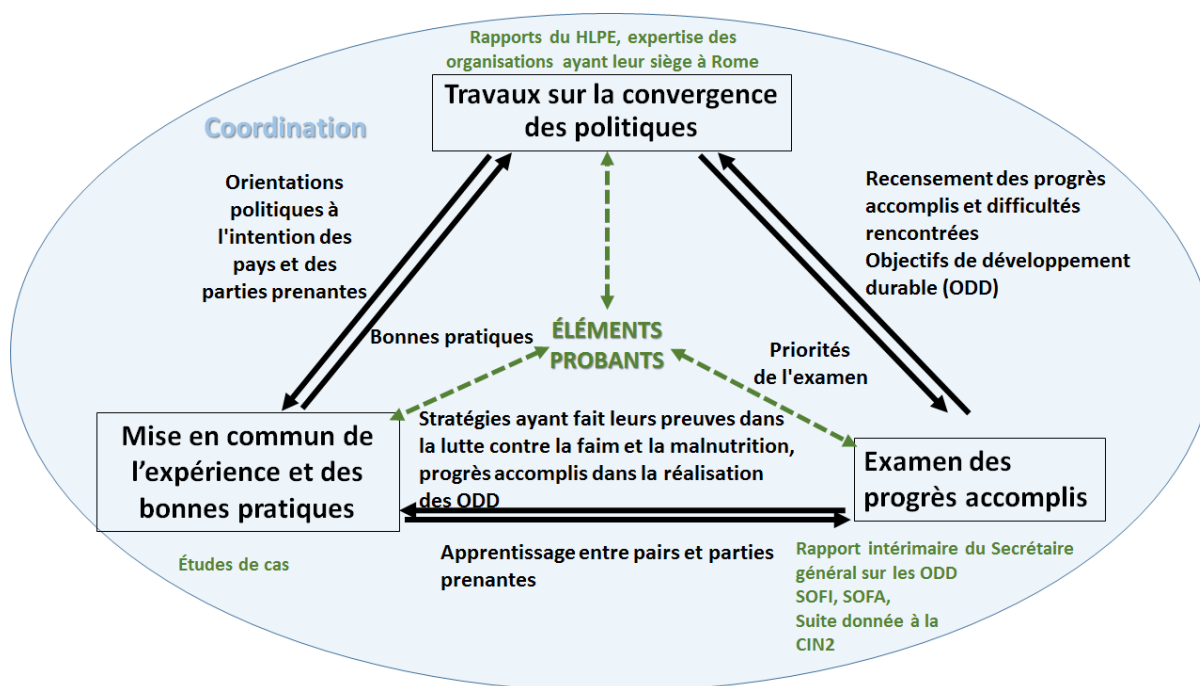 Rapports du HLPE, expertise des
organisations ayant leur siège à Rome
Travaux sur la convergence
des politiques
Coordination
Orientations
politiques à
l'intention des
pays et des
parties prenantes
Recensement des progrès
accomplis et difficultés
rencontrées
Objectifs de développement
durable (ODD)
Bonnes pratiques
ÉLÉMENTS
PROBANTS
Priorités
de l'examen
Mise en commun de
l’expérience et des
bonnes pratiques
Stratégies ayant fait leurs preuves dans
la lutte contre la faim et la malnutrition,
progrès accomplis dans la réalisation
des ODD
Examen des
progrès accomplis
Études de cas
Apprentissage entre pairs et parties
prenantes
Rapport intérimaire du Secrétaire
général sur les ODD
SOFI, SOFA,
Suite donnée à la
CIN2